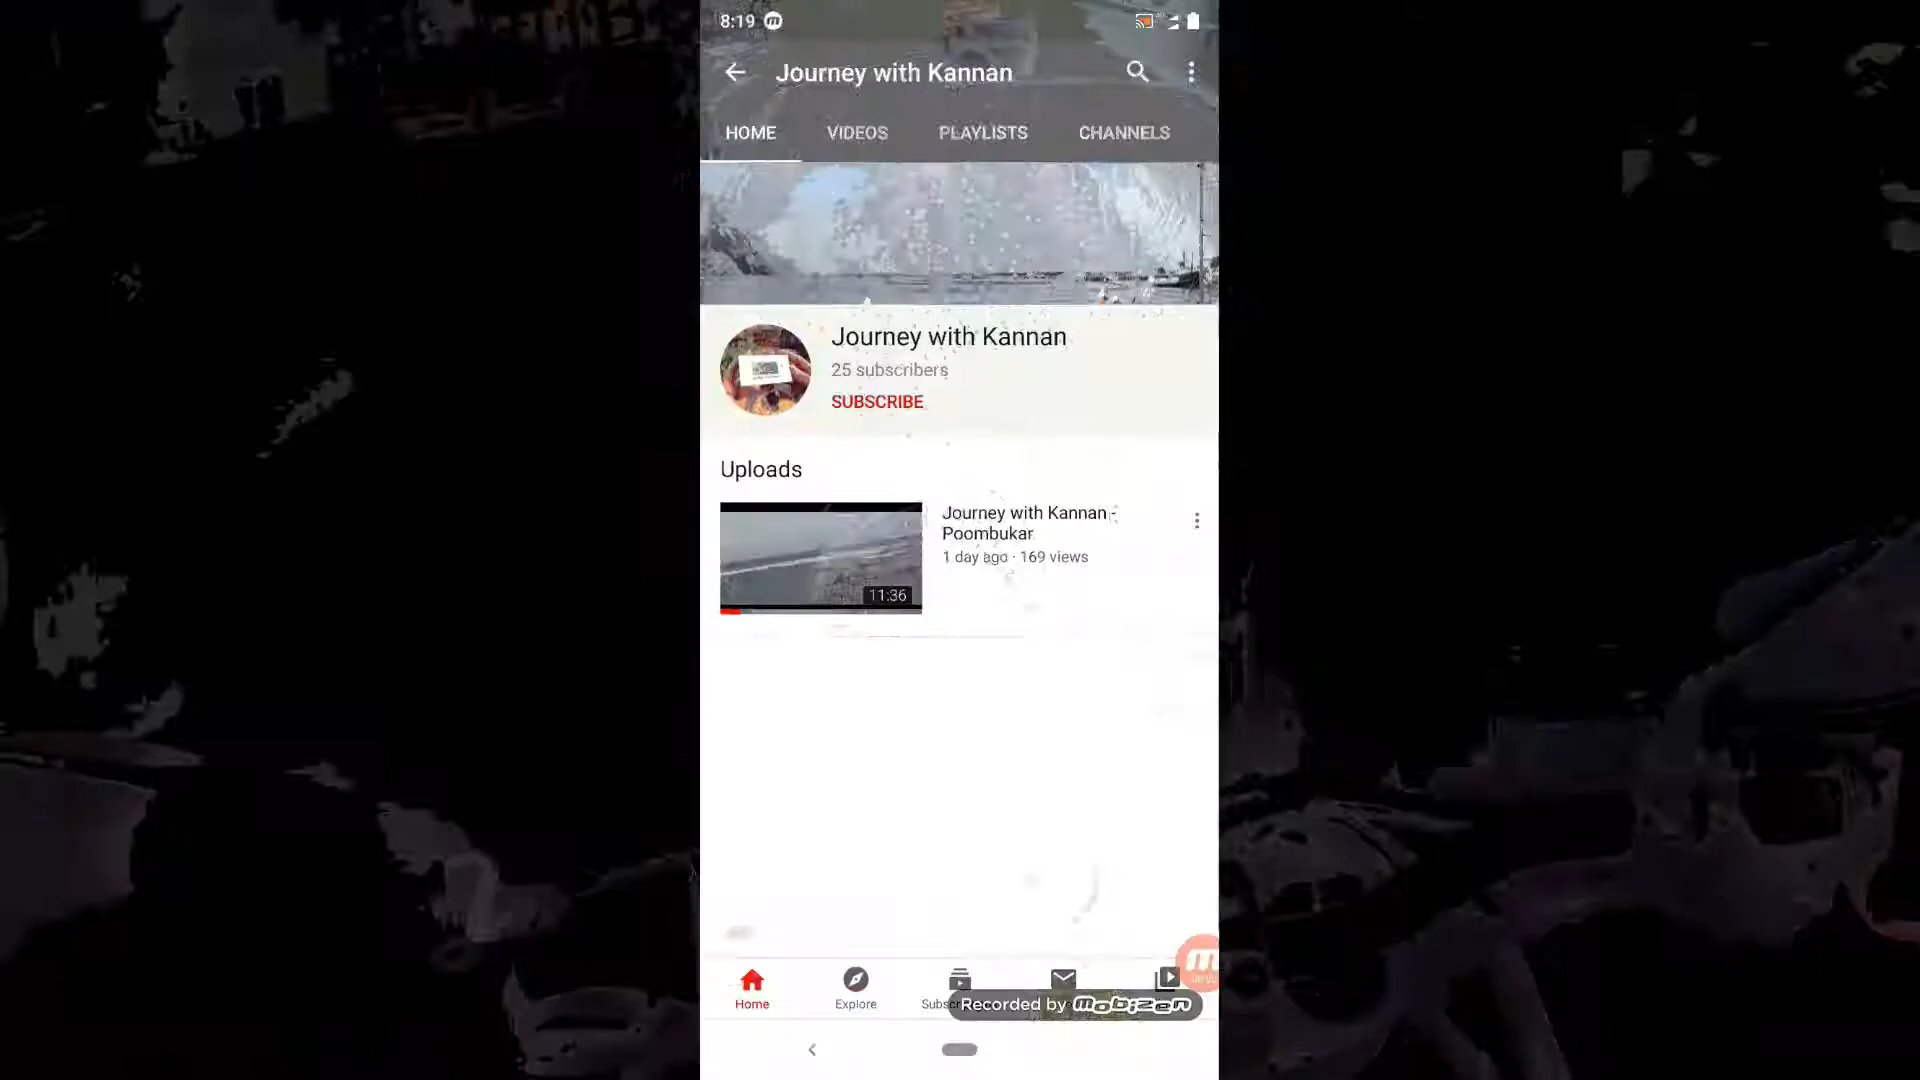 8:19
Journey with Kannan
HOME VIDEOS PLAYLISTS CHANNELS
Journey with Kannan
25 subscribers
SUBSCRIBE
Uploads
Journey with Kannan -
Poombukar
1 day ago · 169 views
11:36
Home Explore
Recorded by mobizen